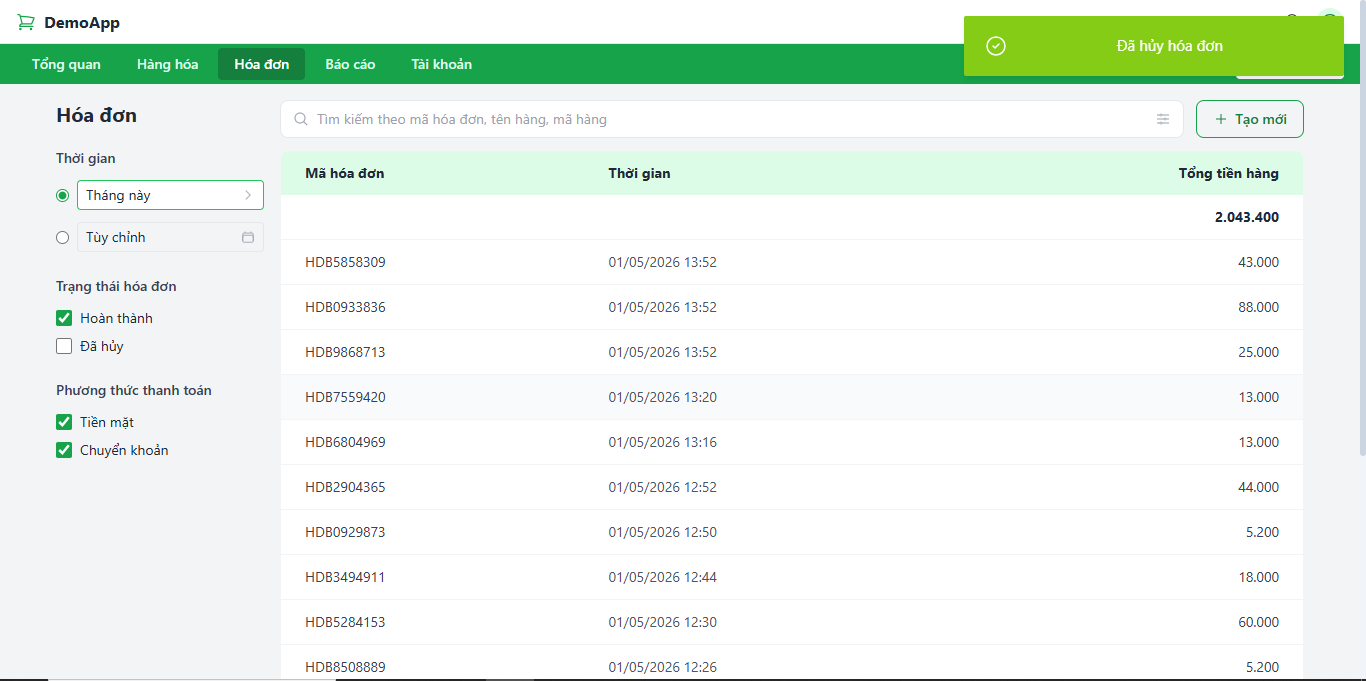 DemoApp
Đã hủy hóa đơn
Tổng quan Hàng hóa Hóa đơn Báo cáo Tài khoản
Hóa đơn
Thời gian
Tháng này
Tùy chỉnh
Trạng thái hóa đơn
Hoàn thành
Đã hủy
Phương thức thanh toán
Tiền mặt
Chuyển khoản
Tìm kiếm theo mã hóa đơn, tên hàng, mã hàng
Tạo mới
Mã hóa đơn Thời gian Tổng tiền hàng
2.043.400
HDB5858309 01/05/2026 13:52 43.000
HDB0933836 01/05/2026 13:52 88.000
HDB9868713 01/05/2026 13:52 25.000
HDB7559420 01/05/2026 13:20 13.000
HDB6804969 01/05/2026 13:16 13.000
HDB2904365 01/05/2026 12:52 44.000
HDB0929873 01/05/2026 12:50 5.200
HDB3494911 01/05/2026 12:44 18.000
HDB5284153 01/05/2026 12:30 60.000
HDB8508889 01/05/2026 12:26 5.200